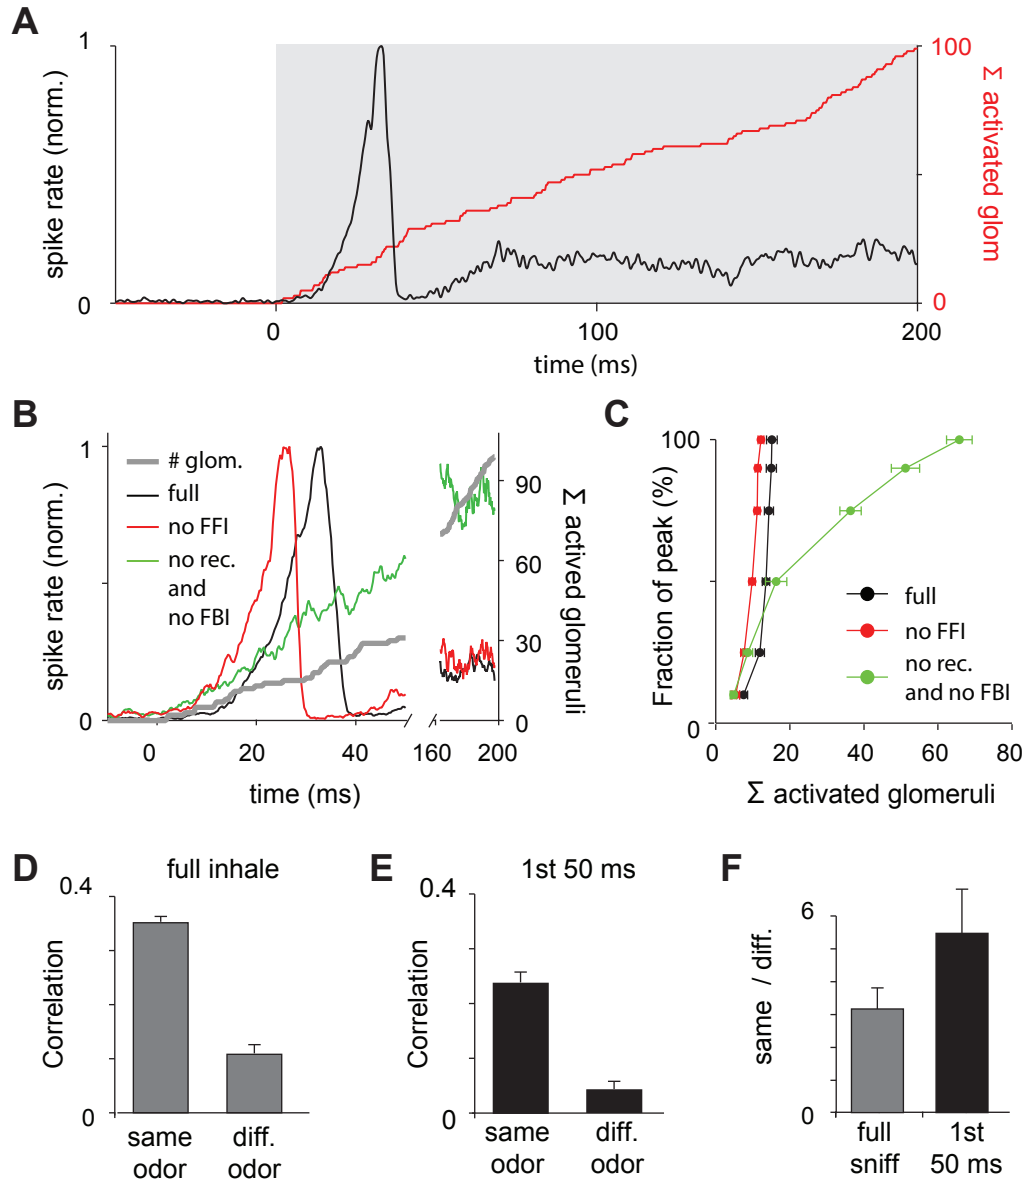 A
1
100
spike rate (norm.)
Σ activated glom
0
0
0
100
200
time (ms)
B
1
# glom.
full
no FFI
no rec.
and
no FBI
90
60
30
0
spike rate (norm.)
Σ actived glomeruli
0
0
20
40
160
200
time (ms)
C
100
Fraction of peak (%)
full
no FFI
no rec.
and no FBI
0
0
20
40
60
80
Σ activated glomeruli
D
full inhale
0.4
Correlation
0
same
odor
diff.
odor
E
1st 50 ms
0.4
Correlation
0
same
odor
diff.
odor
F
6
same / diff.
0
full
sniff
1st
50 ms